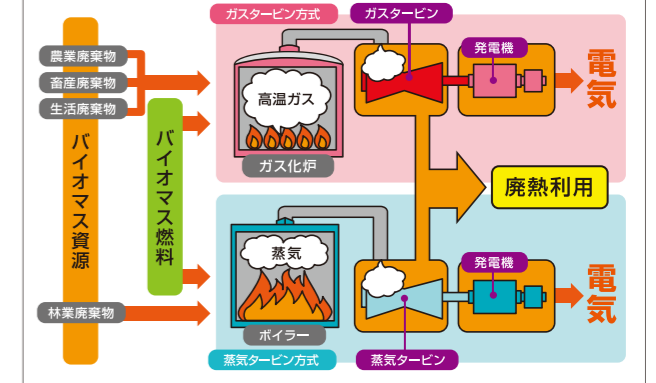 ガスタービン方式
ガスタービン
農業廃棄物
畜産廃棄物
生活廃棄物
バイオマス資源
バイオマス燃料
林業廃棄物
高温ガス
ガス化炉
発電機
電気
廃熱利用
蒸気
ボイラー
蒸気タービン方式
発電機
蒸気タービン
電気